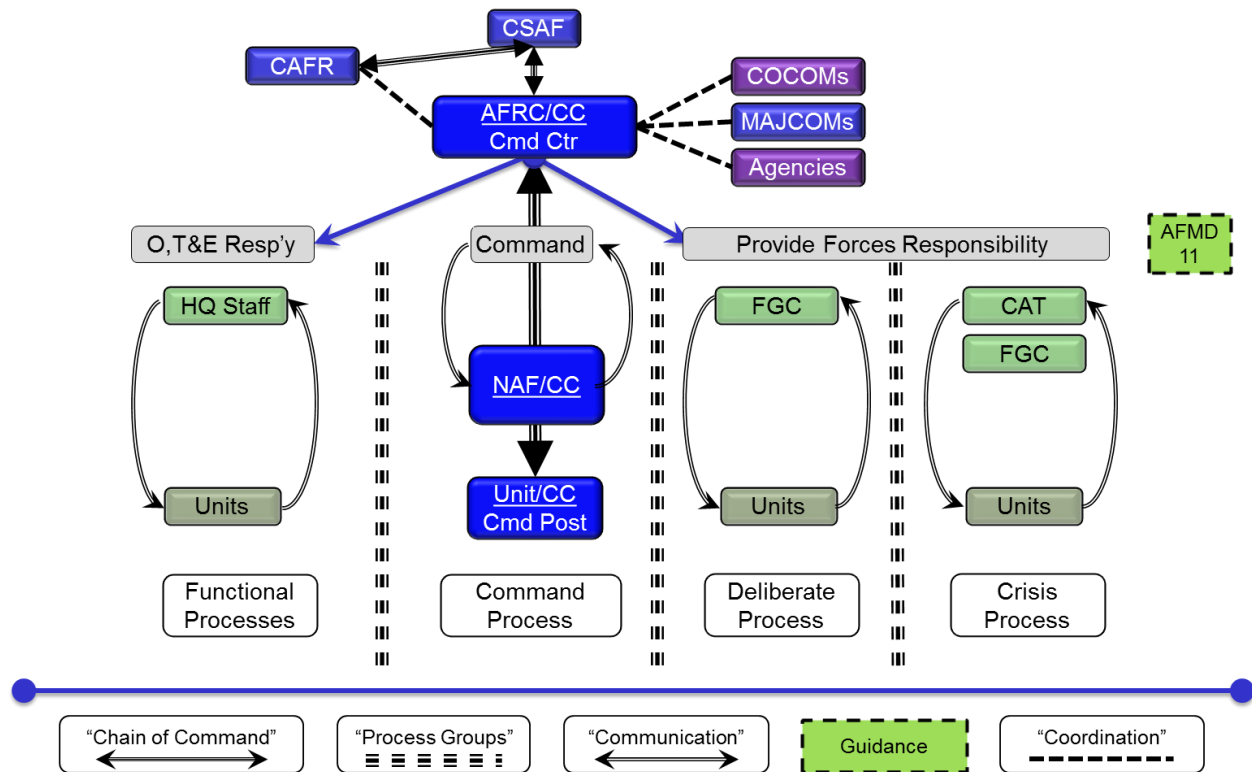 CSAF
CAFR
COCOMs
AFRC/CC
Cmd Ctr
MAJCOMs
Agencies
O,T&E Resp’y
Command
Provide Forces Responsibility
AFMD
11
HQ Staff
FGC
CAT
FGC
NAF/CC
Units
Unit/CC
Cmd Post
Units
Units
Functional
Processes
Command
Process
Deliberate
Process
Crisis
Process
“Chain of Command”
“Process Groups”
“Communication”
Guidance
“Coordination”